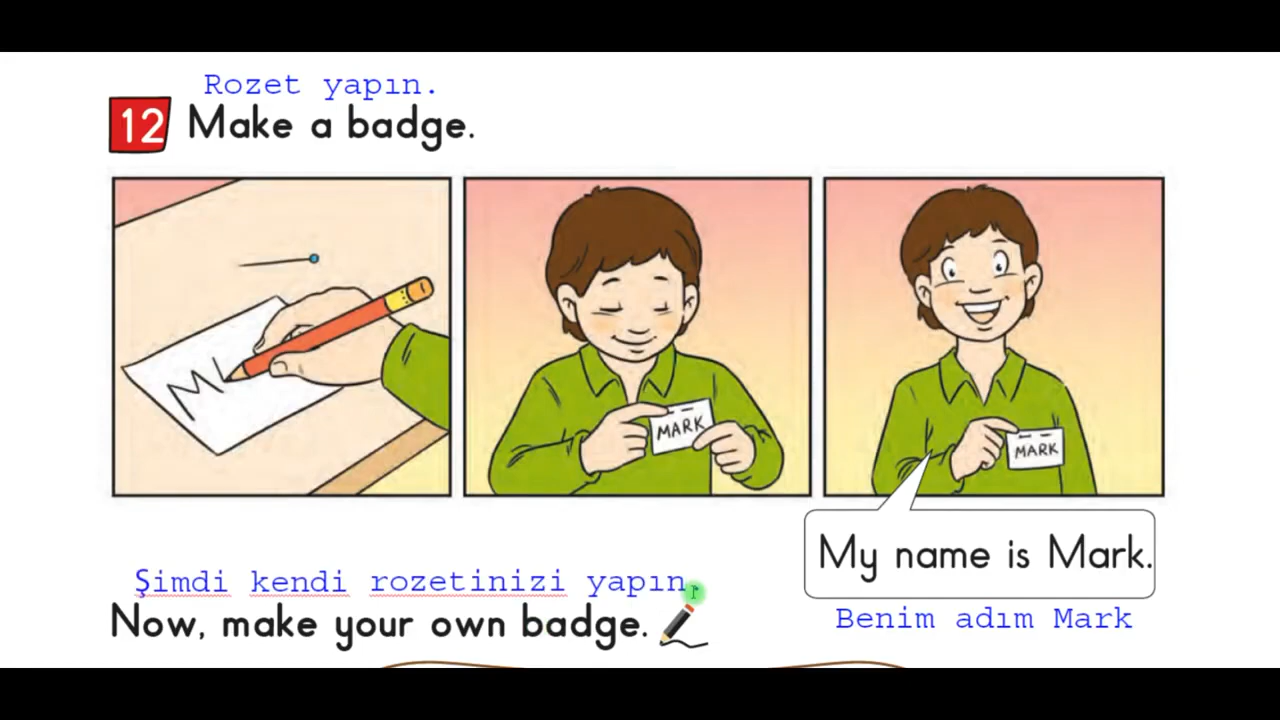 Rozet yapın.
12 Make a badge.
M
MARK
MARK
My name is Mark.
Benim adım Mark
Şimdi kendi rozetinizi yapın.
Now, make your own badge.